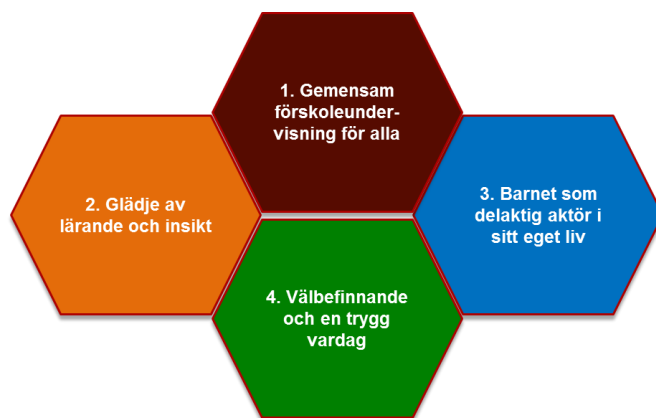 1. Gemensam
förskoleunder-
visning för alla
2. Glädje av
lärande och insikt
3. Barnet som
delaktig aktör i
sitt eget liv
4. Välbefinnande
och en trygg
vardag